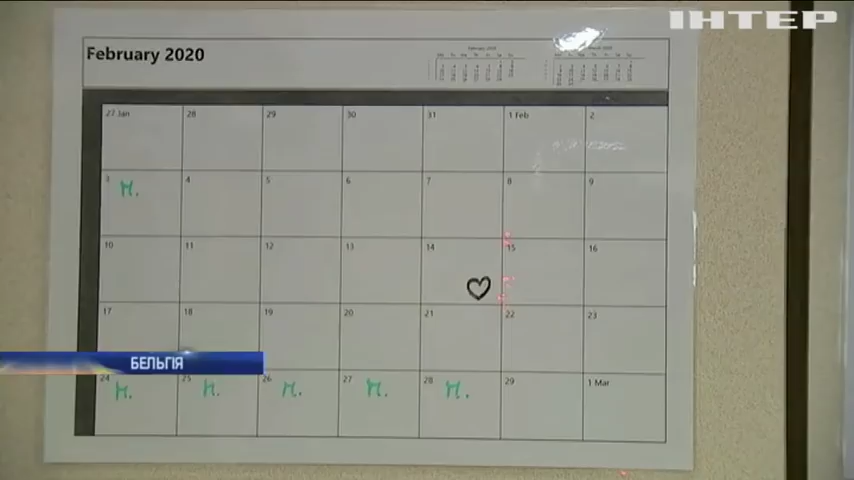 ІНТЕР
February 2020
27 Jan 28 29 30 31 1 Feb 2
3 4 5 6 7 8 9
м.
10 11 12 13 14 15 16
17 18 19 20 21 22 23
БЕЛЬГІЯ
24 25 26 27 28 29 1 Mar
м. м. м. м. м.